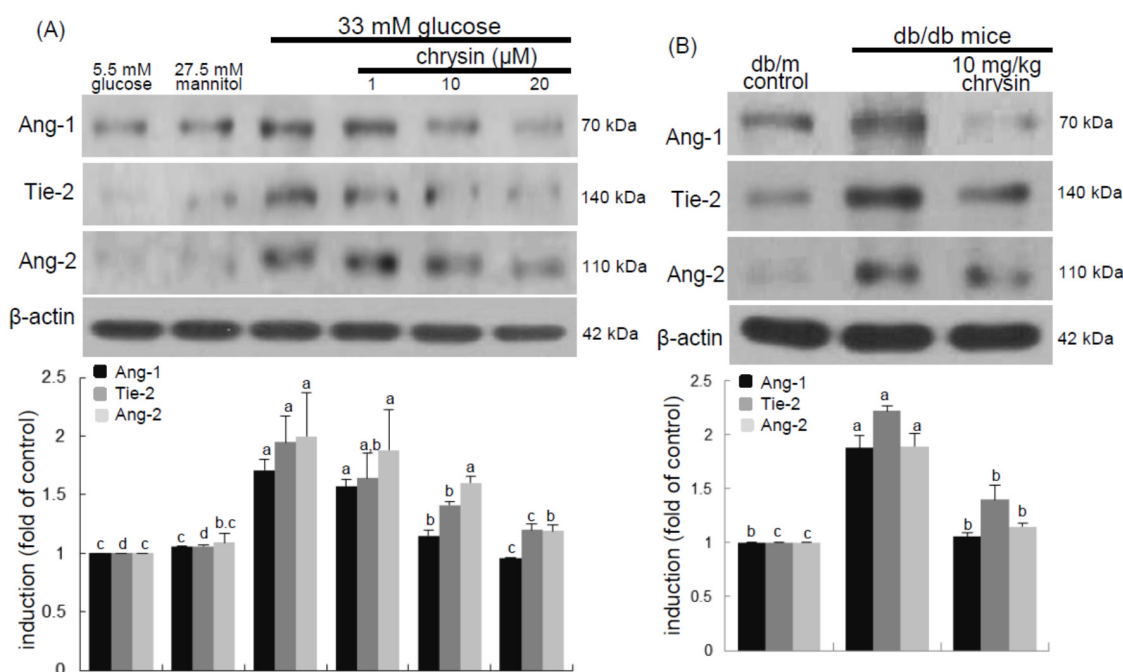 (A)
33 mM glucose
chrysin (µM)
5.5 mM glucose
27.5 mM mannitol
1 10 20
Ang-1 70 kDa
Tie-2 140 kDa
Ang-2 110 kDa
β-actin 42 kDa
Ang-1
Tie-2
Ang-2
induction (fold of control)
2.5
2
1.5
1
0.5
0
c d c
c d b.c
a a a
a a,b a
b b a
c c b
(B)
db/db mice
db/m control
10 mg/kg chrysin
Ang-1 70 kDa
Tie-2 140 kDa
Ang-2 110 kDa
β-actin 42 kDa
Ang-1
Tie-2
Ang-2
induction (fold of control)
2.5
2
1.5
1
0.5
0
b c c
a a a
b b b